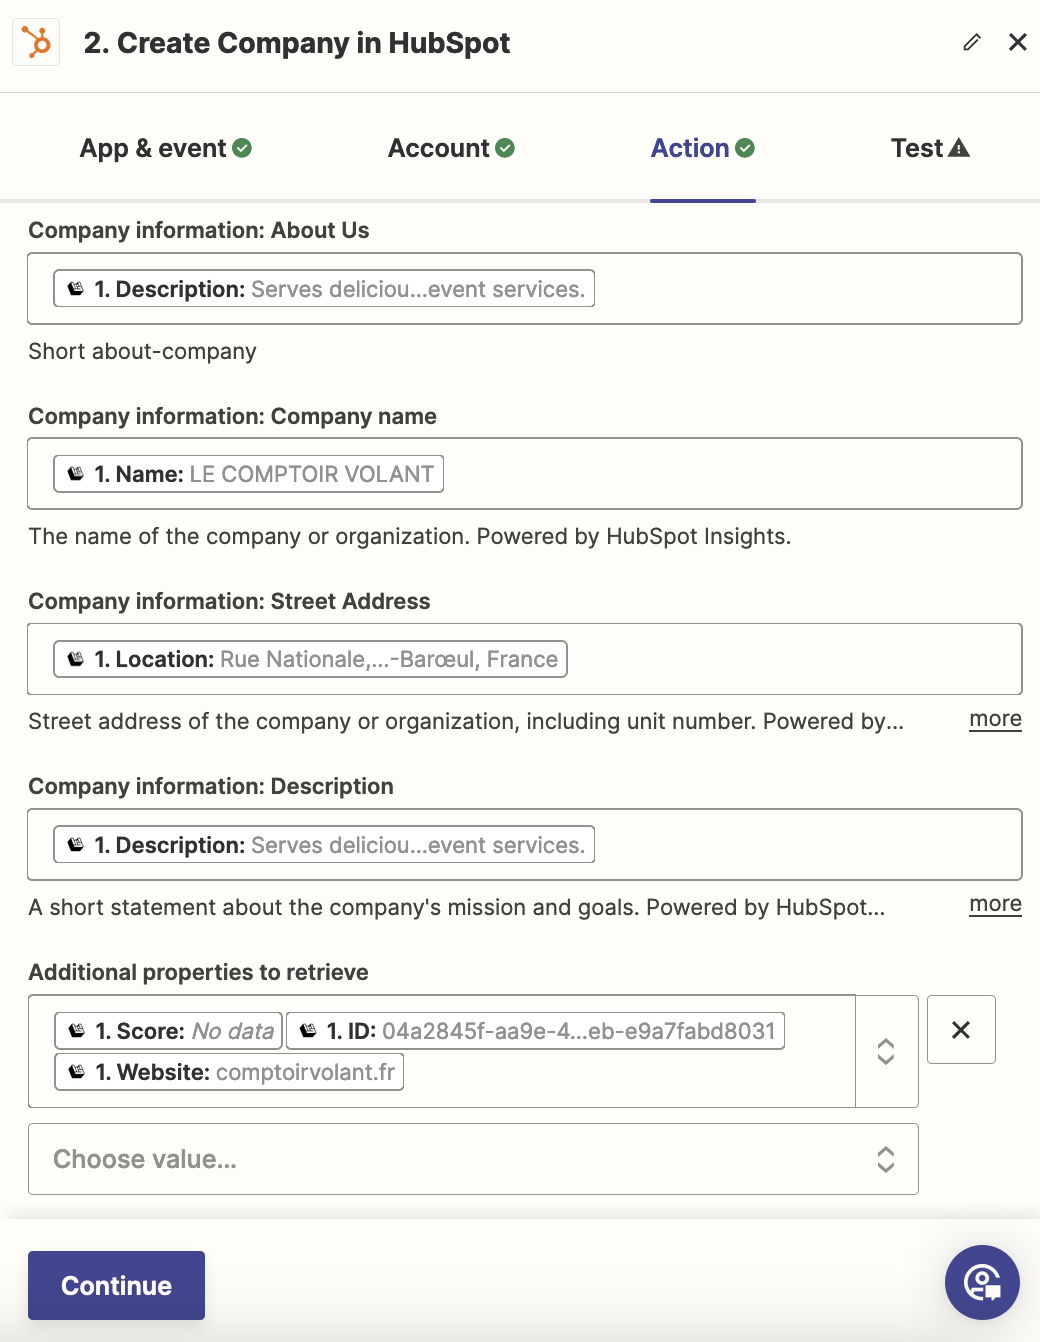 2. Create Company in HubSpot
App & event
Account
Action
Test
Company information: About Us
1. Description: Serves deliciou...event services.
Short about-company
Company information: Company name
1. Name: LE COMPTOIR VOLANT
The name of the company or organization. Powered by HubSpot Insights.
Company information: Street Address
1. Location: Rue Nationale,...-Barœul, France
Street address of the company or organization, including unit number. Powered by...
more
Company information: Description
1. Description: Serves deliciou...event services.
A short statement about the company's mission and goals. Powered by HubSpot...
more
Additional properties to retrieve
1. Score: No data 1. ID: 04a2845f-aa9e-4...eb-e9a7fabd8031
1. Website: comptoirvolant.fr
Choose value...
Continue